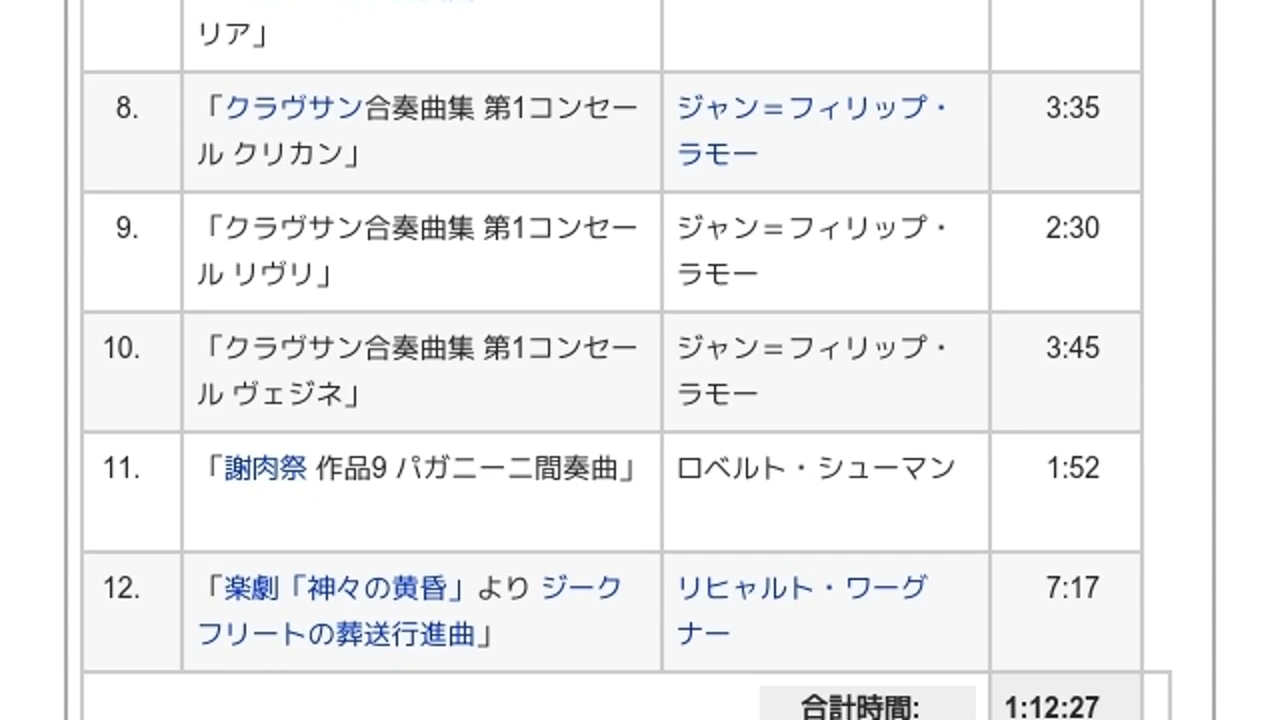 リア」
8. 「クラヴサン合奏曲集 第1コンセー ジャン＝フィリップ・ 3:35
ル クリカン」 ラモー
9. 「クラヴサン合奏曲集 第1コンセー ジャン＝フィリップ・ 2:30
ル リヴリ」 ラモー
10. 「クラヴサン合奏曲集 第1コンセー ジャン＝フィリップ・ 3:45
ル ヴェジネ」 ラモー
11. 「謝肉祭 作品9 パガニーニ間奏曲」 ロベルト・シューマン 1:52
12. 「楽劇「神々の黄昏」より ジーク リヒャルト・ワーグ 7:17
フリートの葬送行進曲」 ナー
合計時間: 1:12:27